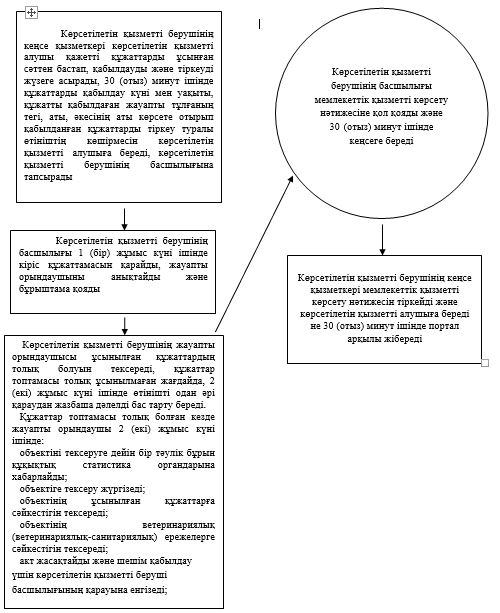 Көрсетілетін қызметті берушінің
кеңсе қызметкері көрсетілетін қызметті
алушы қажетті құжаттарды ұсынған
сәттен бастап, қабылдауды және тіркеуді
жүзеге асырады, 30 (отыз) минут ішінде
құжаттарды қабылдау күні мен уақыты,
құжатты қабылдаған жауапты тұлғаның
тегі, аты, әкесінің аты көрсете отырып
қабылданған құжаттарды тіркеу туралы
өтініштің көшірмесін көрсетілетін
қызметті алушыға береді, көрсетілетін
қызметті берушінің басшылығына
тапсырады
Көрсетілетін қызметті берушінің
басшылығы 1 (бір) жұмыс күні ішінде
кіріс құжаттамасын қарайды, жауапты
орындаушыны анықтайды және
бұрыштама қояды
Көрсетілетін қызметті берушінің жауапты
орындаушысы ұсынылған құжаттардың
толық болуын тексереді, құжаттар
топтамасы толық ұсынылмаған жағдайда, 2
(екі) жұмыс күні ішінде өтінішті одан әрі
қараудан жазбаша дәлелді бас тарту береді.
Құжаттар топтамасы толық болған кезде
жауапты орындаушы 2 (екі) жұмыс күні
ішінде:
объектіні тексеруге дейін бір тәулік бұрын
құқықтық статистика органдарына
хабарлайды;
объектіге тексеру жүргізеді;
объектінің ұсынылған құжаттарға
сәйкестігін тексереді;
объектінің ветеринариялық
(ветеринариялық-санитариялық) ережелерге
сәйкестігін тексереді;
акт жасақтайды және шешім қабылдау
үшін көрсетілетін қызметті беруші
басшылығының қарауына енгізеді;
Көрсетілетін қызметті
берушінің басшылығы
мемлекеттік қызметті көрсету
нәтижесіне қол қояды және
30 (отыз) минут ішінде
кеңсеге береді
Көрсетілетін қызметті берушінің кеңсе
қызметкері мемлекеттік қызметті
көрсету нәтижесін тіркейді және
көрсетілетін қызметті алушыға береді
не 30 (отыз) минут ішінде портал
арқылы жібереді